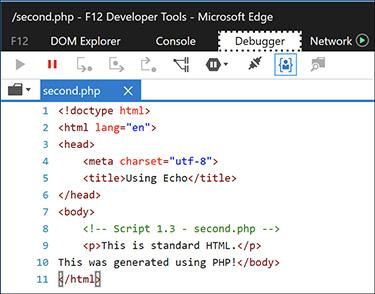 /second.php - F12 Developer Tools - Microsoft Edge
F12 DOM Explorer Console Debugger Network
second.php X
1 <!doctype html>
2 <html lang="en">
3 <head>
4 <meta charset="utf-8">
5 <title>Using Echo</title>
6 </head>
7 <body>
8 <!-- Script 1.3 - second.php -->
9 <p>This is standard HTML.</p>
10 This was generated using PHP!</body>
11 </html>